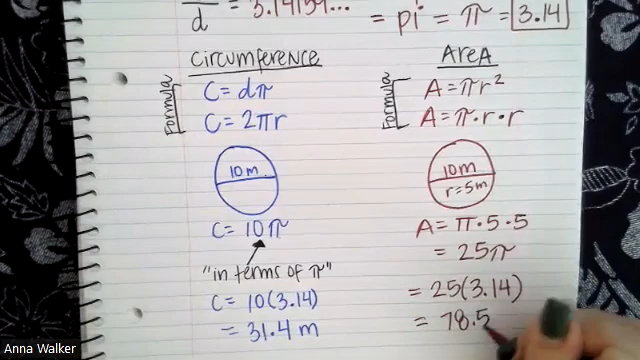 d = 3.14159...
= pi = π = 3.14
Circumference
Formula
C = dπ
C = 2πr
10m
C = 10π
"in terms of π"
C = 10(3.14)
= 31.4 m
AreA
Formula
A = πr²
A = π·r·r
10m
r=5m
A = π·5·5
= 25π
= 25(3.14)
= 78.5
Anna Walker